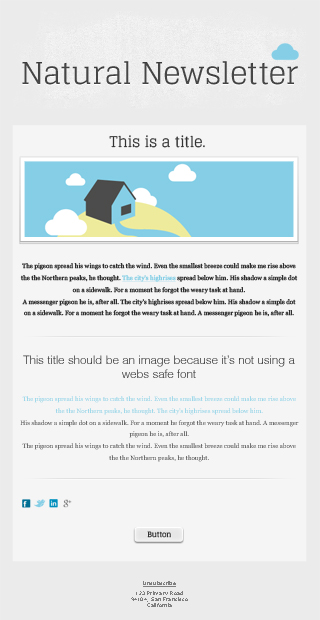 Natural Newsletter
This is a title.
The pigeon spread his wings to catch the wind. Even the smallest breeze could make me rise above
the the Northern peaks, he thought. The city's highrises spread below him. His shadow a simple dot
on a sidewalk. For a moment he forgot the weary task at hand.
A messenger pigeon he is, after all. The city's highrises spread below him. His shadow a simple dot
on a sidewalk. For a moment he forgot the weary task at hand. A messenger pigeon he is, after all.
This title should be an image because it's not using a
webs safe font
The pigeon spread his wings to catch the wind. Even the smallest breeze could make me rise above
the the Northern peaks, he thought. The city's highrises spread below him.
His shadow a simple dot on a sidewalk. For a moment he forgot the weary task at hand. A messenger
pigeon he is, after all.
The pigeon spread his wings to catch the wind. Even the smallest breeze could make me rise above
the the Northern peaks, he thought.
Button
Unsubscribe
123 Primary Road
94104, San Francisco
California